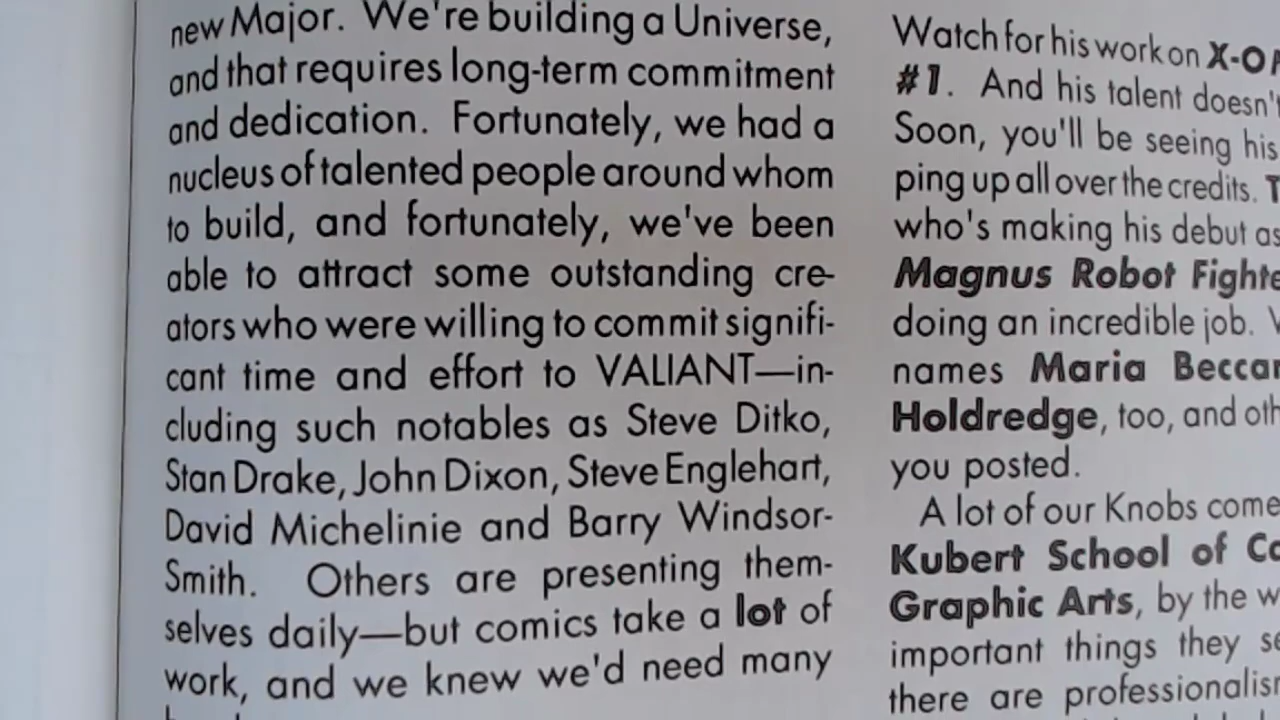 new Major. We're building a Universe,
and that requires long-term commitment
and dedication. Fortunately, we had a
nucleus of talented people around whom
to build, and fortunately, we've been
able to attract some outstanding cre-
ators who were willing to commit signifi-
cant time and effort to VALIANT—in-
cluding such notables as Steve Ditko,
Stan Drake, John Dixon, Steve Englehart,
David Michelinie and Barry Windsor-
Smith. Others are presenting them-
selves daily—but comics take a lot of
work, and we knew we'd need many
Watch for his work on X-O
#1. And his talent doesn't
Soon, you'll be seeing his
ping up all over the credits.
who's making his debut as
Magnus Robot Fighte
doing an incredible job.
names Maria Beccar
Holdredge, too, and oth
you posted.
A lot of our Knobs come
Kubert School of
Graphic Arts, by the w
important things they se
there are professionalis